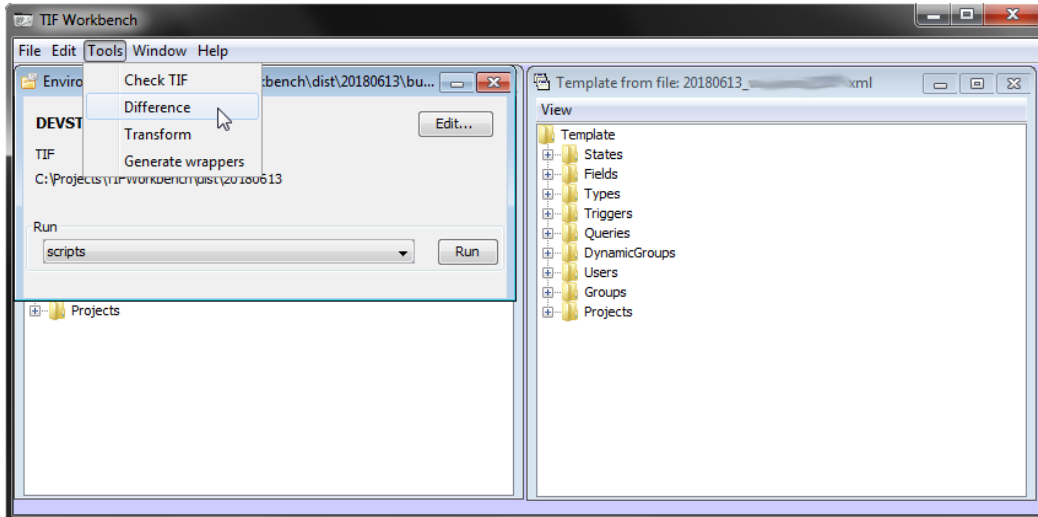 TIF Workbench
File Edit Tools Window Help
Check TIF
Difference
Transform
Generate wrappers
Enviro
bench\dist\20180613\bu...
DEVST
Edit...
TIF
C:\Projects\TIFWorkbench\dist\20180613
Run
scripts
Run
Projects
Template from file: 20180613_ xml
View
Template
States
Fields
Types
Triggers
Queries
DynamicGroups
Users
Groups
Projects